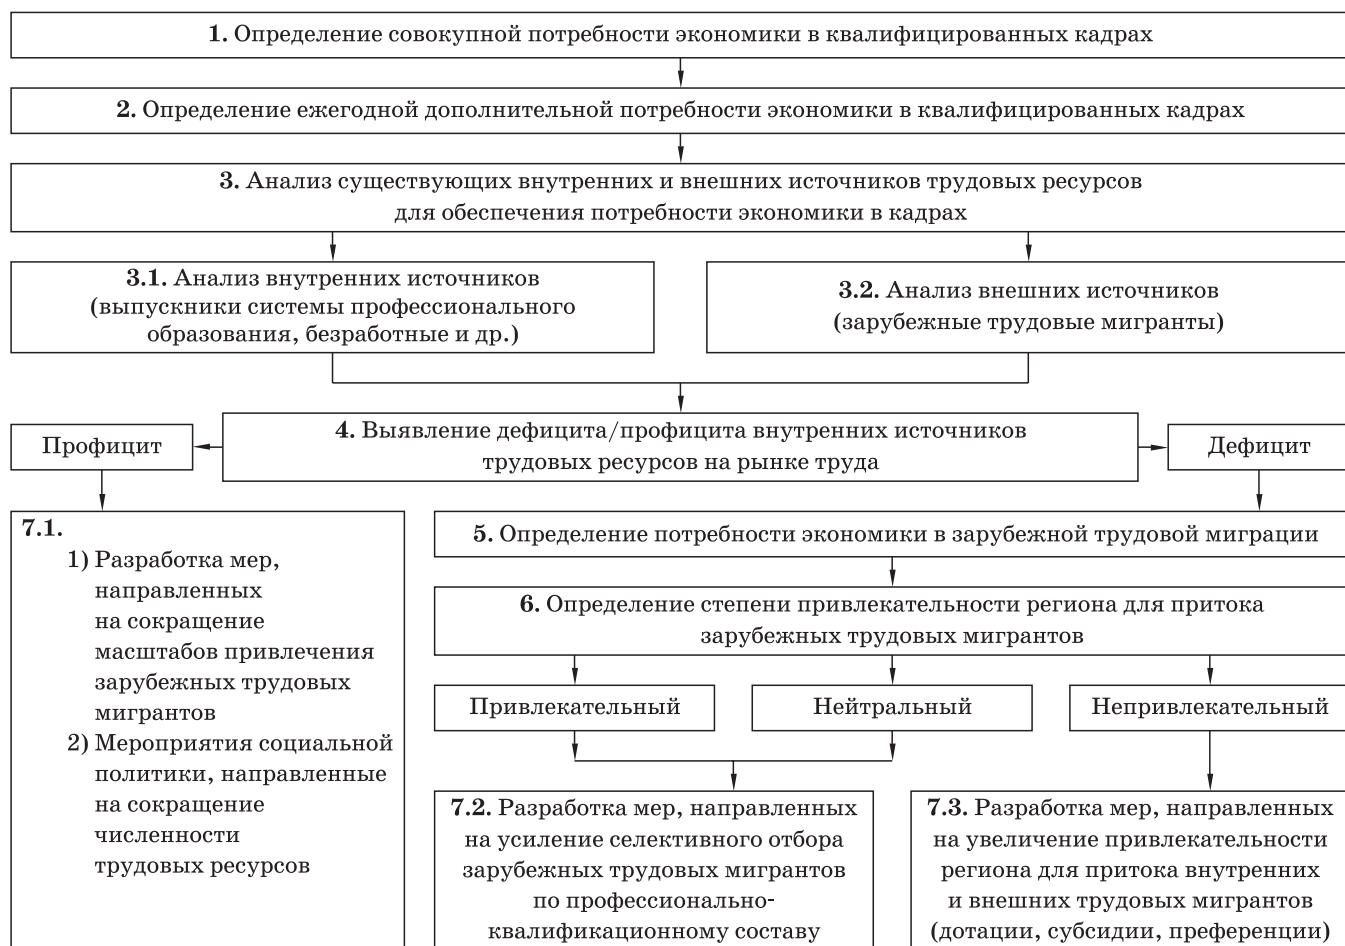 1. Определение совокупной потребности экономики в квалифицированных кадрах
2. Определение ежегодной дополнительной потребности экономики в квалифицированных кадрах
3. Анализ существующих внутренних и внешних источников трудовых ресурсов
для обеспечения потребности экономики в кадрах
3.1. Анализ внутренних источников
(выпускники системы профессионального
образования, безработные и др.)
3.2. Анализ внешних источников
(зарубежные трудовые мигранты)
4. Выявление дефицита/профицита внутренних источников
трудовых ресурсов на рынке труда
Профицит
Дефицит
7.1.
1) Разработка мер,
направленных
на сокращение
масштабов привлечения
зарубежных трудовых
мигрантов
2) Мероприятия социальной
политики, направленные
на сокращение
численности
трудовых ресурсов
5. Определение потребности экономики в зарубежной трудовой миграции
6. Определение степени привлекательности региона для притока
зарубежных трудовых мигрантов
Привлекательный
Нейтральный
Непривлекательный
7.2. Разработка мер, направленных
на усиление селективного отбора
зарубежных трудовых мигрантов
по профессионально-
квалификационному составу
7.3. Разработка мер, направленных
на увеличение привлекательности
региона для притока внутренних
и внешних трудовых мигрантов
(дотации, субсидии, преференции)